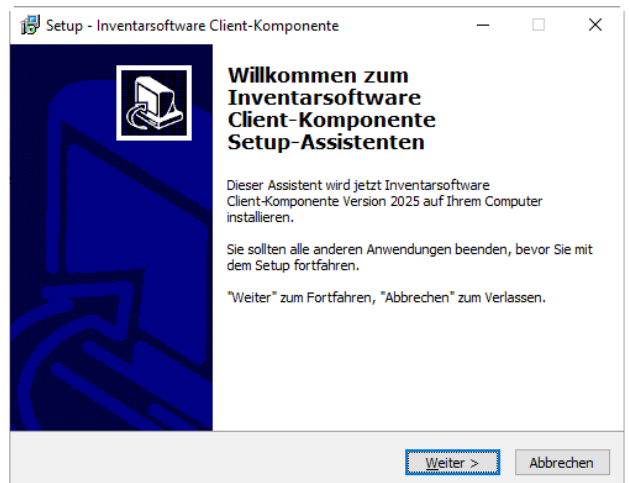 Setup - Inventarsoftware Client-Komponente
Willkommen zum
Inventarsoftware
Client-Komponente
Setup-Assistenten
Dieser Assistent wird jetzt Inventarsoftware
Client-Komponente Version 2025 auf Ihrem Computer
installieren.
Sie sollten alle anderen Anwendungen beenden, bevor Sie mit
dem Setup fortfahren.
"Weiter" zum Fortfahren, "Abbrechen" zum Verlassen.
Weiter >
Abbrechen